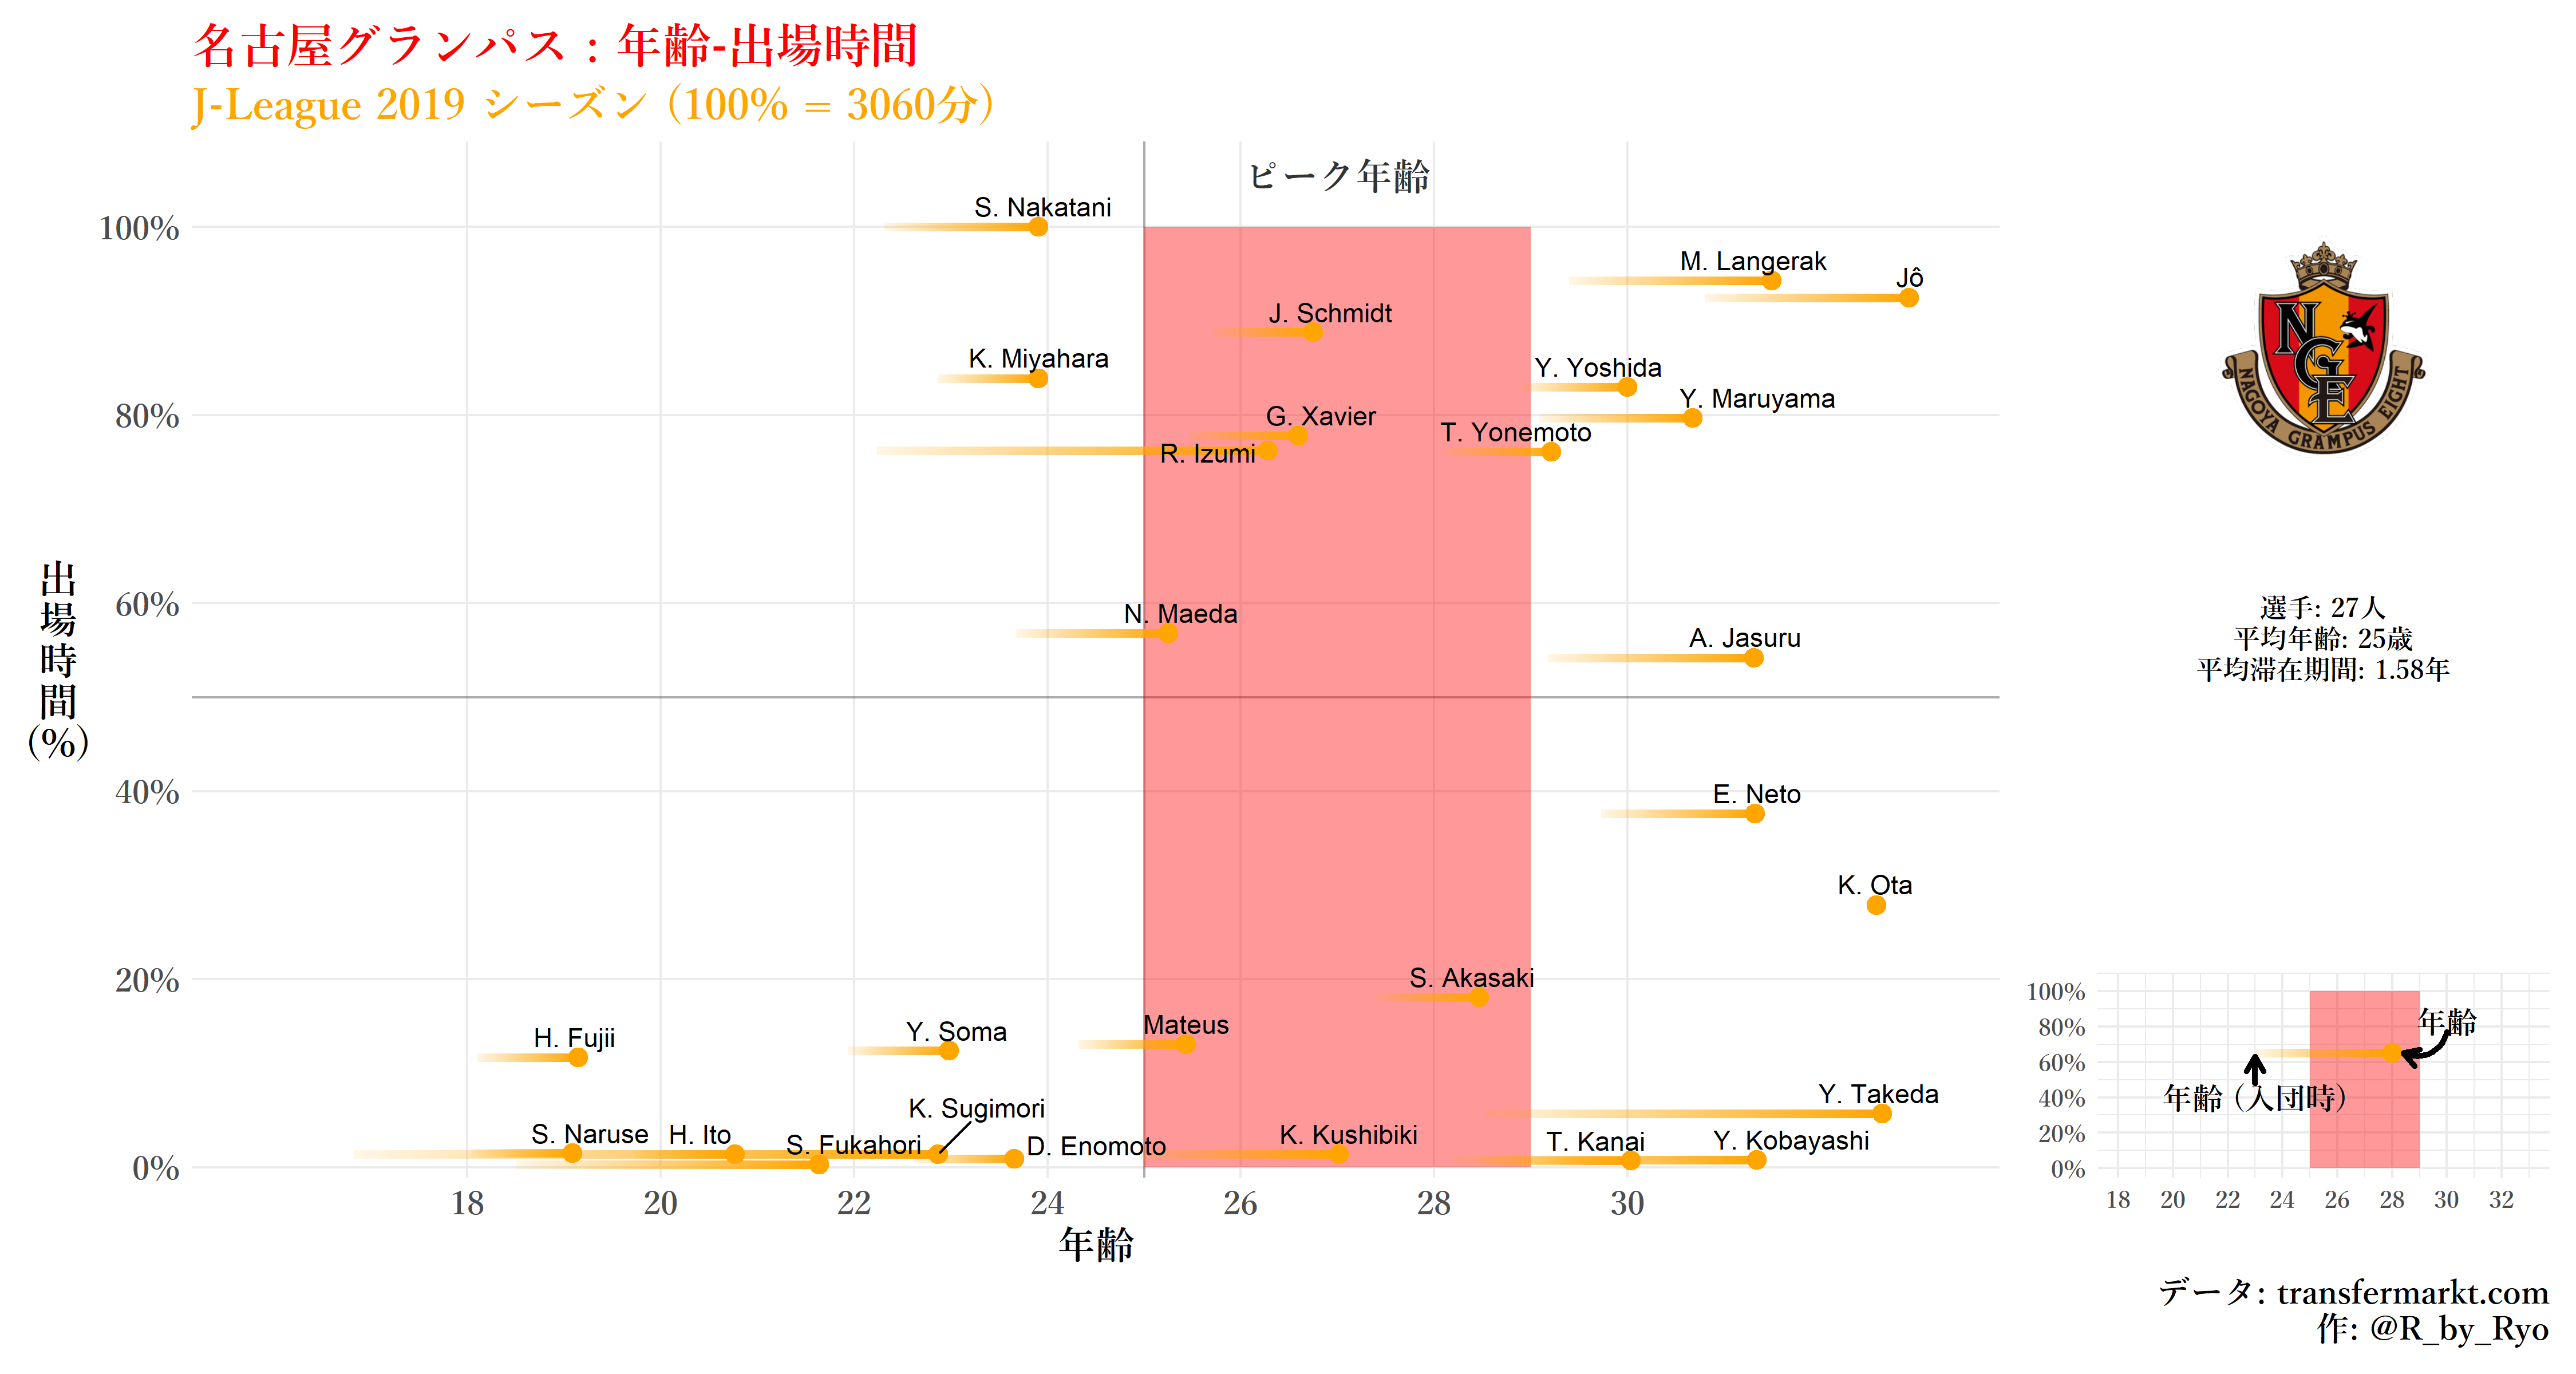 名古屋グランパス : 年齢-出場時間
J-League 2019 シーズン (100% = 3060分)
ピーク年齢
100%
80%
60%
40%
20%
0%
出場時間(%)
S. Nakatani
M. Langerak
Jô
J. Schmidt
K. Miyahara
Y. Yoshida
Y. Maruyama
G. Xavier
T. Yonemoto
R. Izumi
N. Maeda
A. Jasuru
E. Neto
K. Ota
S. Akasaki
Mateus
Y. Soma
H. Fujii
Y. Takeda
K. Sugimori
S. Naruse
H. Ito
S. Fukahori
D. Enomoto
K. Kushibiki
T. Kanai
Y. Kobayashi
18 20 22 24 26 28 30
年齢
NGE
NAGOYA GRAMPUS EIGHT
選手: 27人
平均年齢: 25歳
平均滞在期間: 1.58年
100%
80%
60%
40%
20%
0%
年齢
年齢 (入団時)
18 20 22 24 26 28 30 32
データ: transfermarkt.com
作: @R_by_Ryo